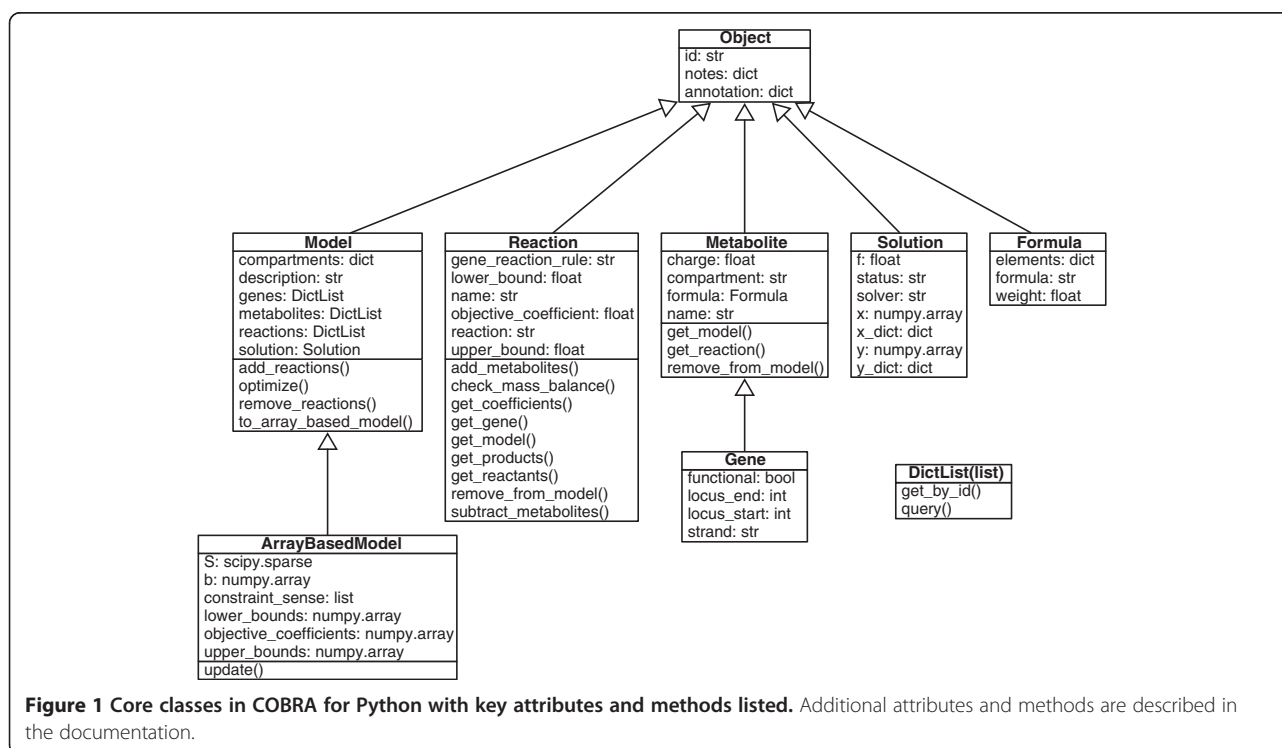 Object
id: str
notes: dict
annotation: dict
Model
compartments: dict
description: str
genes: DictList
metabolites: DictList
reactions: DictList
solution: Solution
add_reactions()
optimize()
remove_reactions()
to_array_based_model()
Reaction
gene_reaction_rule: str
lower_bound: float
name: str
objective_coefficient: float
reaction: str
upper_bound: float
add_metabolites()
check_mass_balance()
get_coefficients()
get_gene()
get_model()
get_products()
get_reactants()
remove_from_model()
subtract_metabolites()
Metabolite
charge: float
compartment: str
formula: Formula
name: str
get_model()
get_reaction()
remove_from_model()
Solution
f: float
status: str
solver: str
x: numpy.array
x_dict: dict
y: numpy.array
y_dict: dict
Formula
elements: dict
formula: str
weight: float
Gene
functional: bool
locus_end: int
locus_start: int
strand: str
DictList(list)
get_by_id()
query()
ArrayBasedModel
S: scipy.sparse
b: numpy.array
constraint_sense: list
lower_bounds: numpy.array
objective_coefficients: numpy.array
upper_bounds: numpy.array
update()
Figure 1 Core classes in COBRA for Python with key attributes and methods listed. Additional attributes and methods are described in
the documentation.